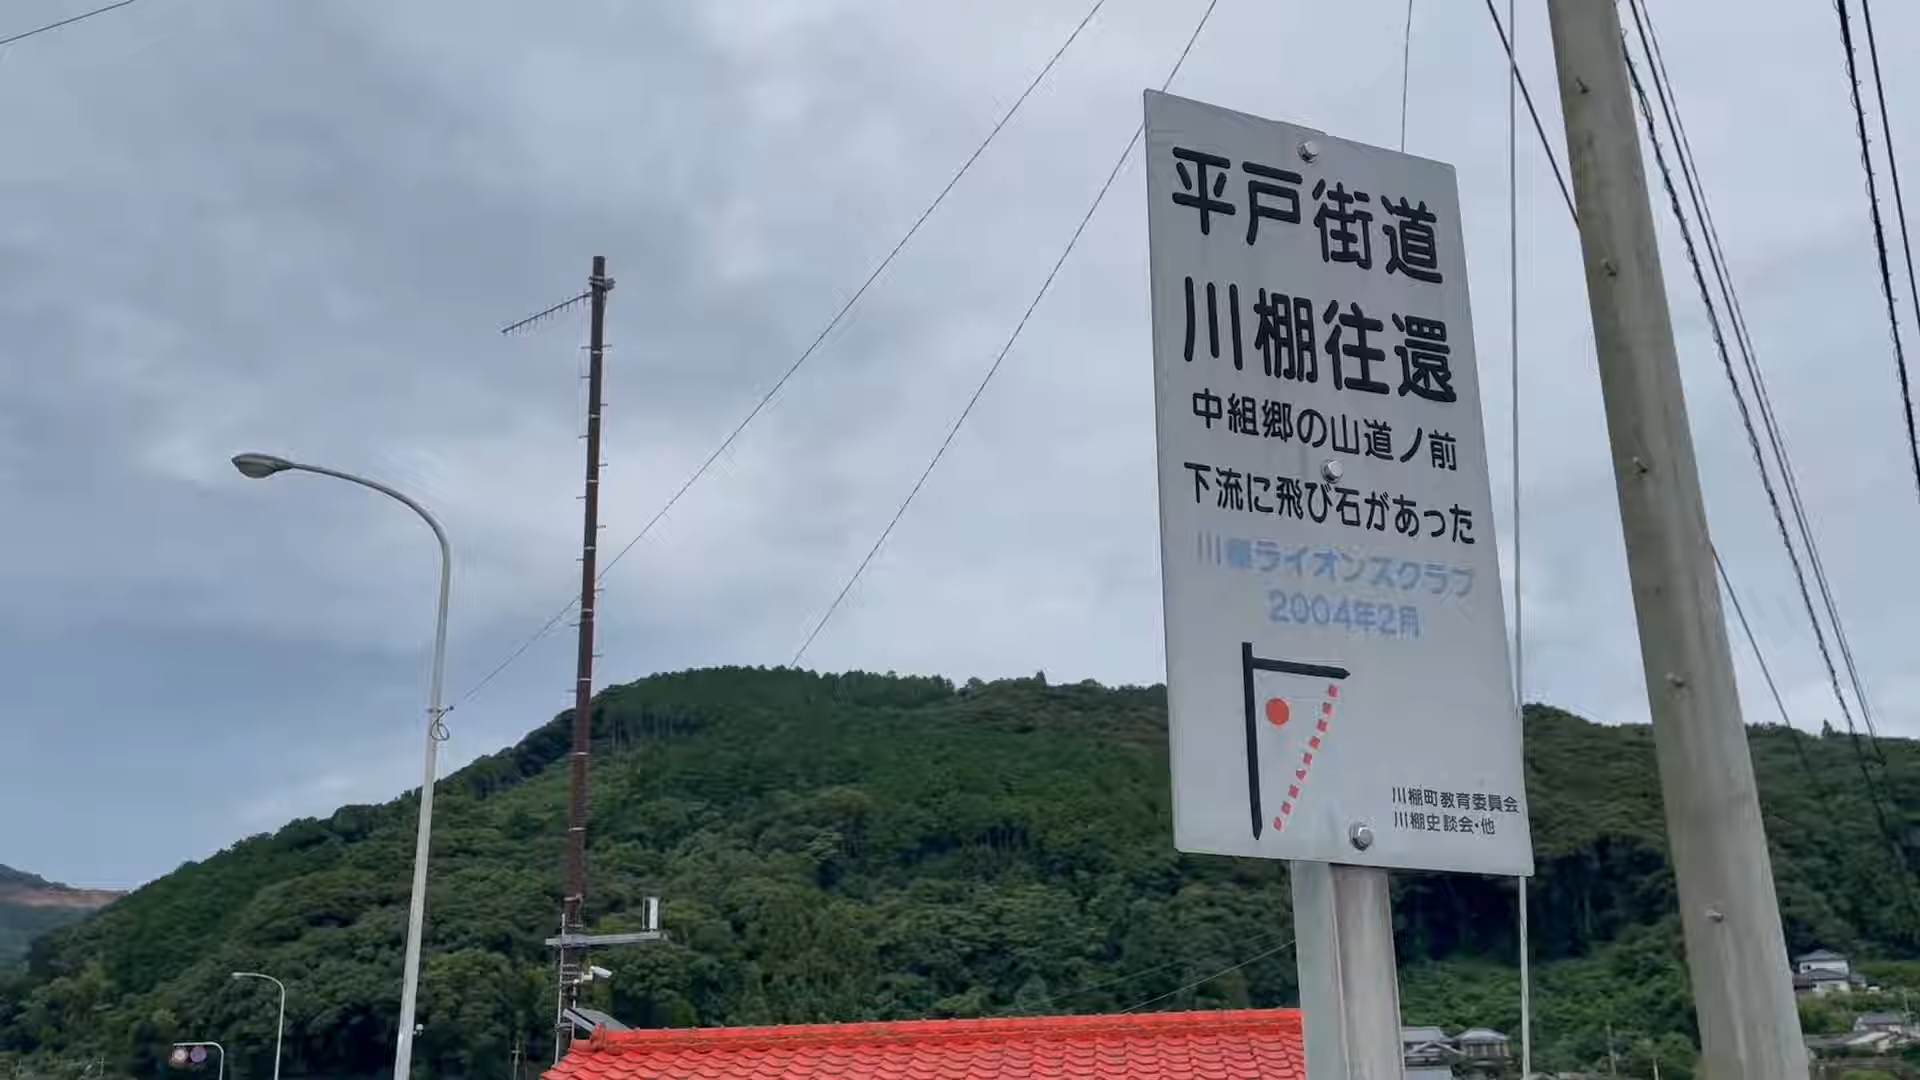 平戸街道
川棚往還
中組郷の山道ノ前
下流に飛び石があった
川棚ライオンズクラブ
2004年2月
川棚町教育委員会
川棚史談会・他